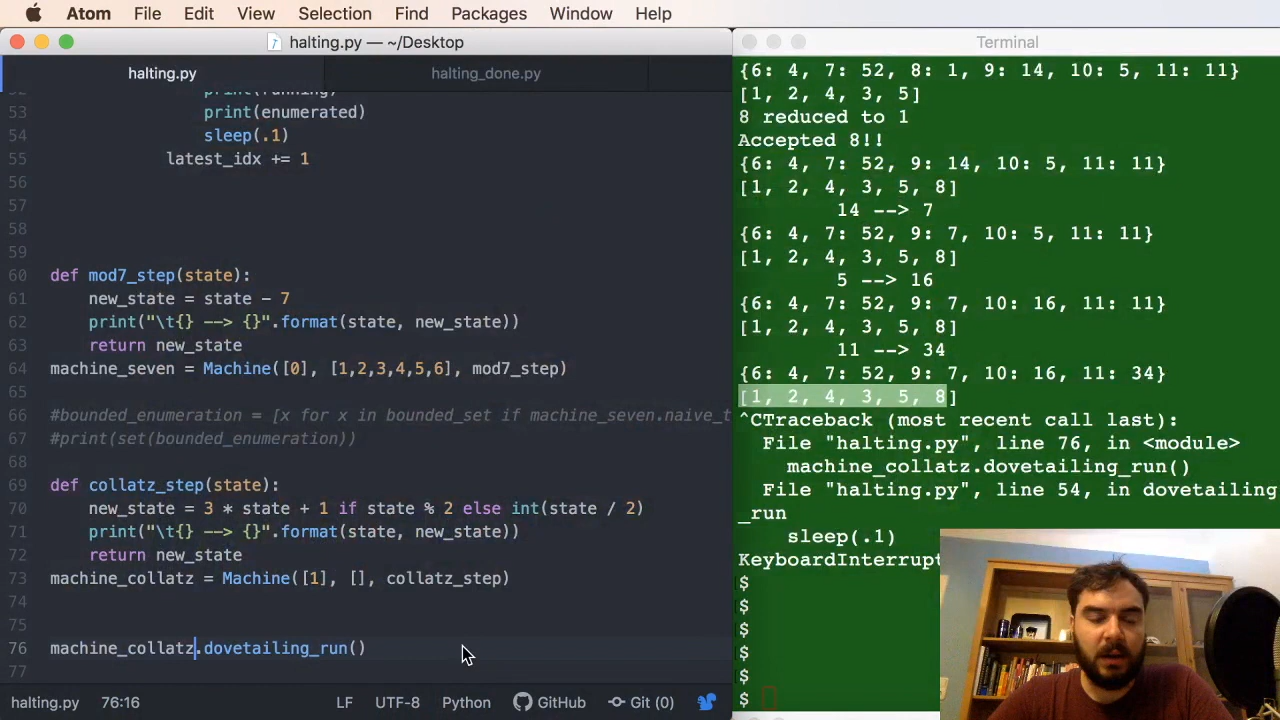 Atom File Edit View Selection Find Packages Window Help
halting.py — ~/Desktop
halting.py
halting_done.py
print(running)
53 print(enumerated)
54 sleep(.1)
55 latest_idx += 1
56
57
58
59
60 def mod7_step(state):
61 new_state = state - 7
62 print("\t{} --> {}".format(state, new_state))
63 return new_state
64 machine_seven = Machine([0], [1,2,3,4,5,6], mod7_step)
65
66 #bounded_enumeration = [x for x in bounded_set if machine_seven.naive_t
67 #print(set(bounded_enumeration))
68
69 def collatz_step(state):
70 new_state = 3 * state + 1 if state % 2 else int(state / 2)
71 print("\t{} --> {}".format(state, new_state))
72 return new_state
73 machine_collatz = Machine([1], [], collatz_step)
74
75
76 machine_collatz.dovetailing_run()
77
halting.py 76:16 LF UTF-8 Python GitHub Git (0)
Terminal
{6: 4, 7: 52, 8: 1, 9: 14, 10: 5, 11: 11}
[1, 2, 4, 3, 5]
8 reduced to 1
Accepted 8!!
{6: 4, 7: 52, 9: 14, 10: 5, 11: 11}
[1, 2, 4, 3, 5, 8]
14 --> 7
{6: 4, 7: 52, 9: 7, 10: 5, 11: 11}
[1, 2, 4, 3, 5, 8]
5 --> 16
{6: 4, 7: 52, 9: 7, 10: 16, 11: 11}
[1, 2, 4, 3, 5, 8]
11 --> 34
{6: 4, 7: 52, 9: 7, 10: 16, 11: 34}
[1, 2, 4, 3, 5, 8]
^CTraceback (most recent call last):
File "halting.py", line 76, in <module>
machine_collatz.dovetailing_run()
File "halting.py", line 54, in dovetailing
_run
sleep(.1)
KeyboardInterrupt
$
$
$
$
$
$